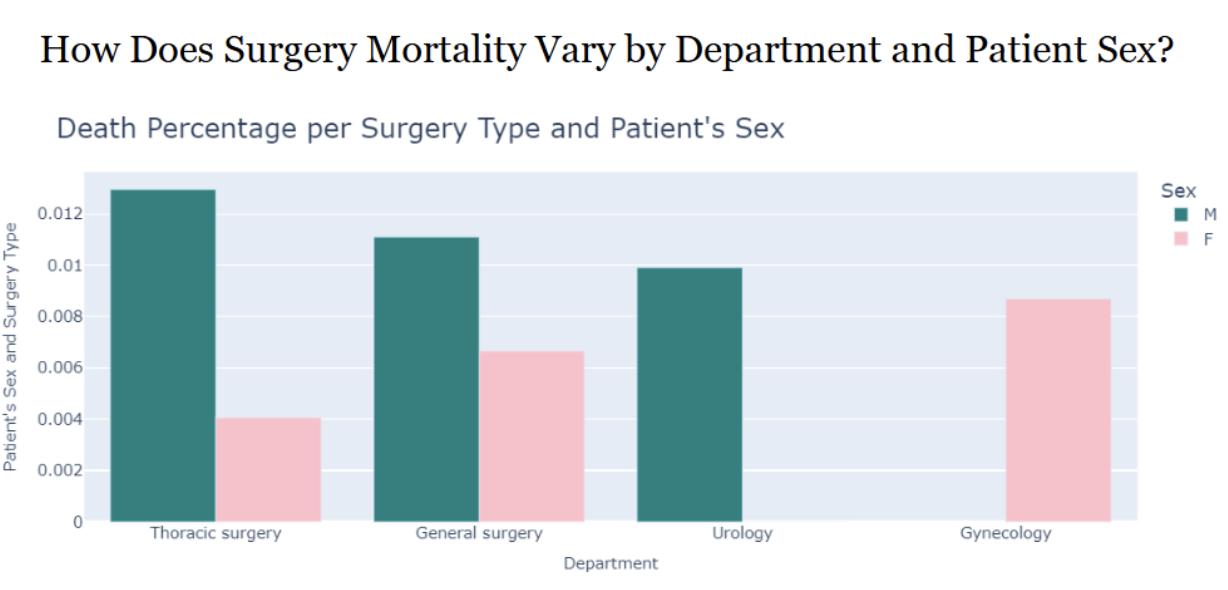 How Does Surgery Mortality Vary by Department and Patient Sex?
Death Percentage per Surgery Type and Patient's Sex
Patient's Sex and Surgery Type
0.012
0.01
0.008
0.006
0.004
0.002
0
Thoracic surgery
General surgery
Urology
Gynecology
Department
Sex
M
F